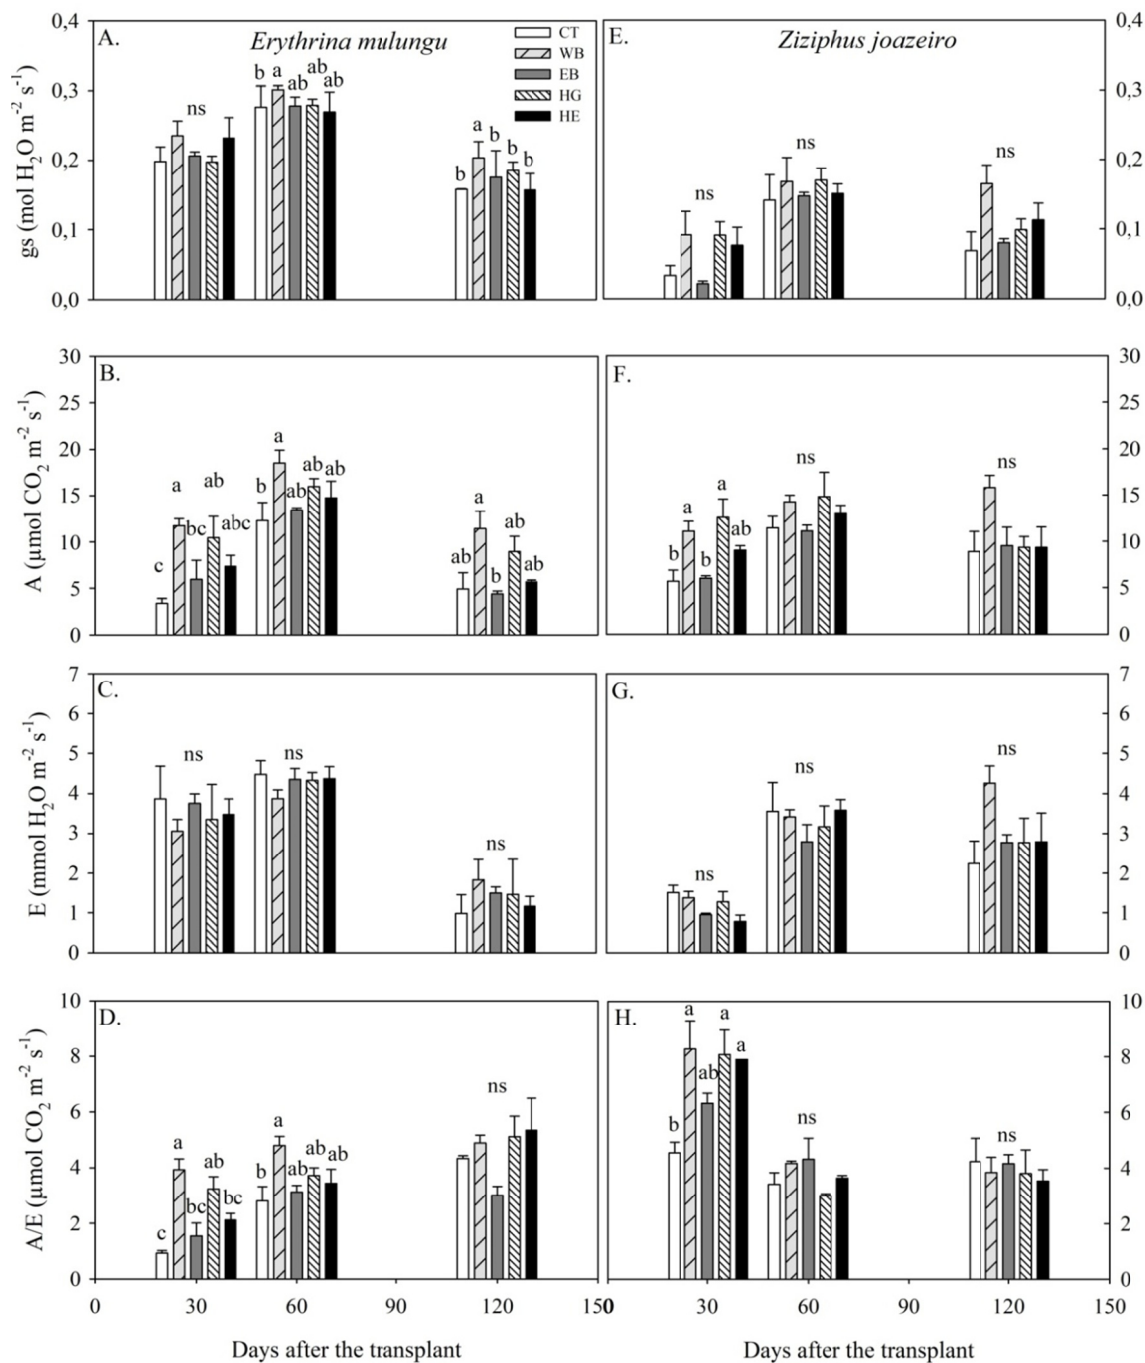 A. Erythrina mulungu
CT
WB
EB
HG
HE
0,4
0,3
0,2
0,1
0,0
gs (mol H₂O m⁻² s⁻¹)
ns
b a ab ab ab
b a b b b
E. Ziziphus joazeiro
ns
ns
ns
0,4
0,3
0,2
0,1
0,0
B.
30
25
20
15
10
5
0
A (µmol CO₂ m⁻² s⁻¹)
c a bc ab abc
b a ab ab ab
ab a b ab ab
F.
b a b a ab
ns
ns
30
25
20
15
10
5
0
C.
7
6
5
4
3
2
1
0
E (mmol H₂O m⁻² s⁻¹)
ns
ns
ns
G.
ns
ns
ns
7
6
5
4
3
2
1
0
D.
10
8
6
4
2
0
A/E (µmol CO₂ m⁻² s⁻¹)
c a bc ab bc
b a ab ab ab
ns
H.
b a ab a a
ns
ns
10
8
6
4
2
0
0 30 60 90 120 150
0 30 60 90 120 150
Days after the transplant
Days after the transplant